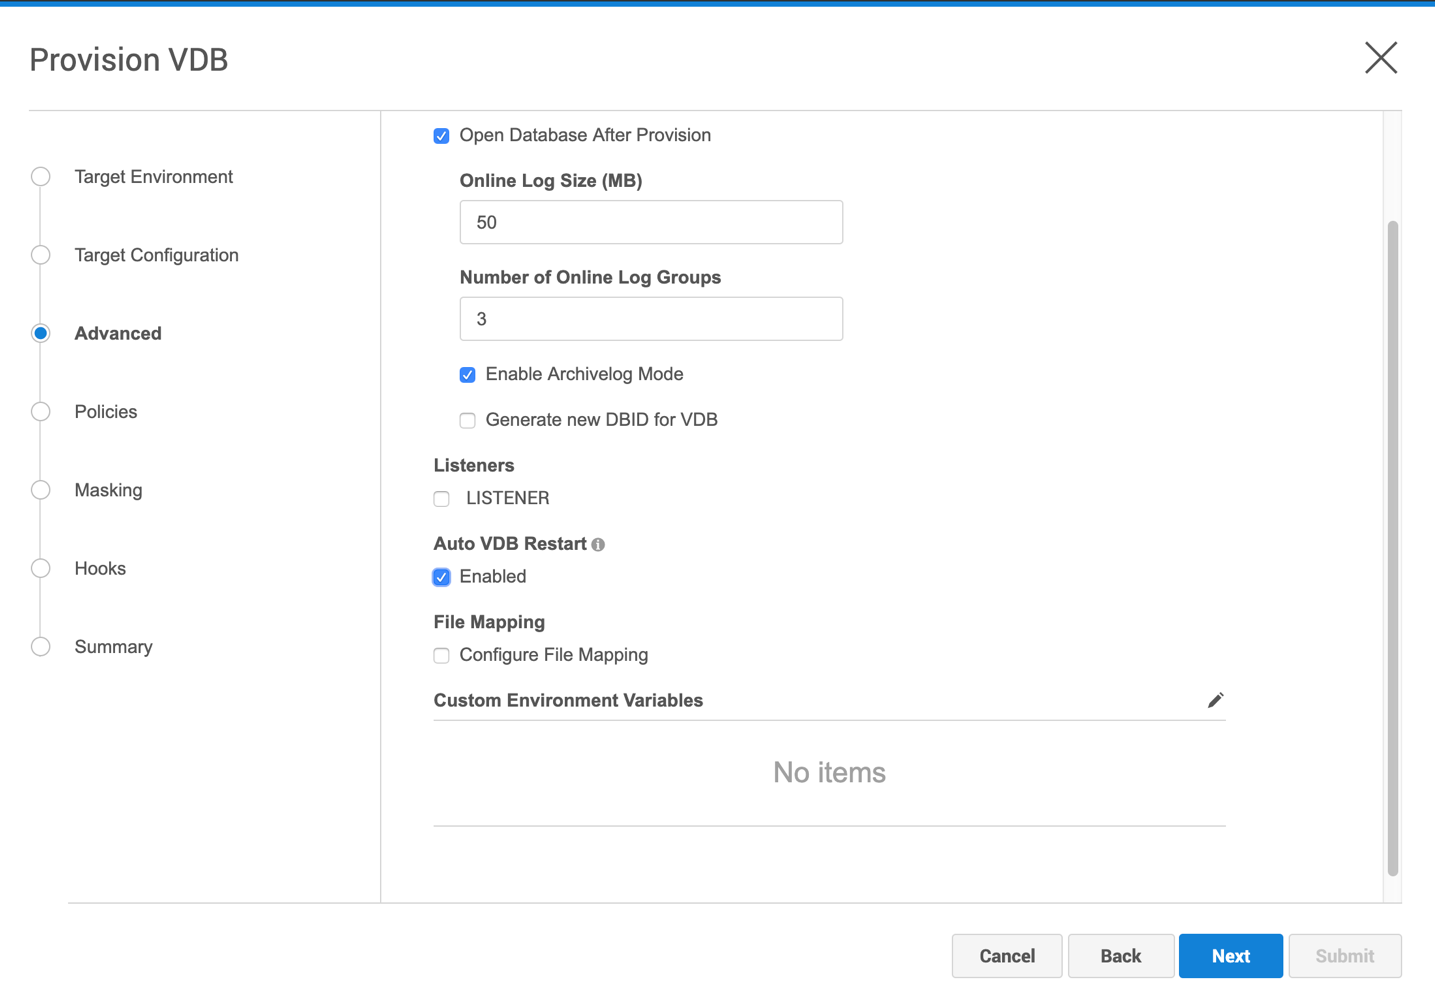 Provision VDB
Target Environment
Target Configuration
Advanced
Policies
Masking
Hooks
Summary
Open Database After Provision
Online Log Size (MB)
50
Number of Online Log Groups
3
Enable Archivelog Mode
Generate new DBID for VDB
Listeners
LISTENER
Auto VDB Restart
Enabled
File Mapping
Configure File Mapping
Custom Environment Variables
No items
Cancel
Back
Next
Submit